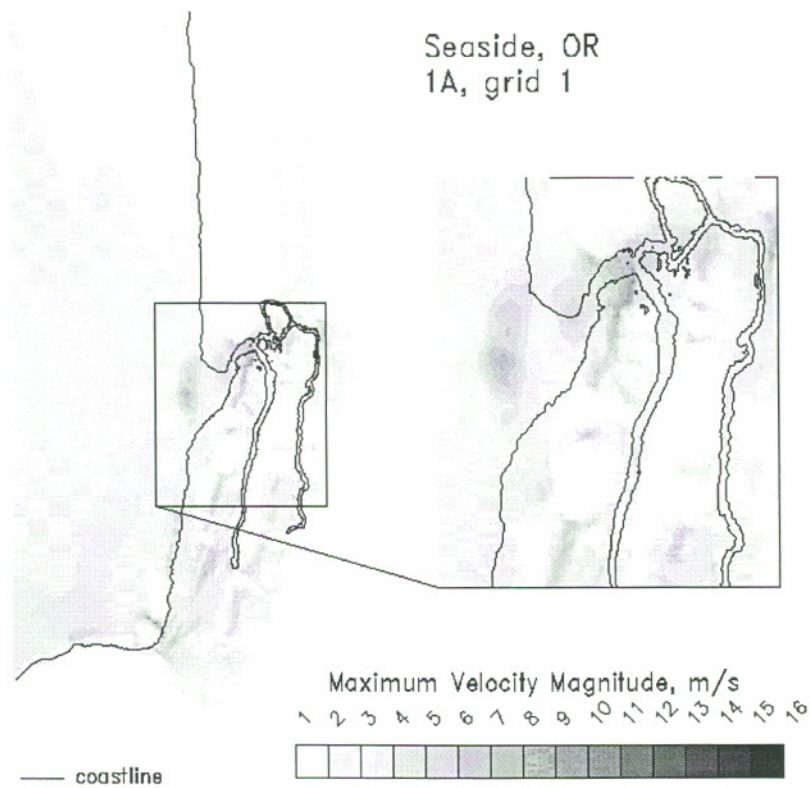 Seaside, OR
1A, grid 1
Maximum Velocity Magnitude, m/s
1 2 3 4 5 6 7 8 9 10 11 12 13 14 15 16
coastline